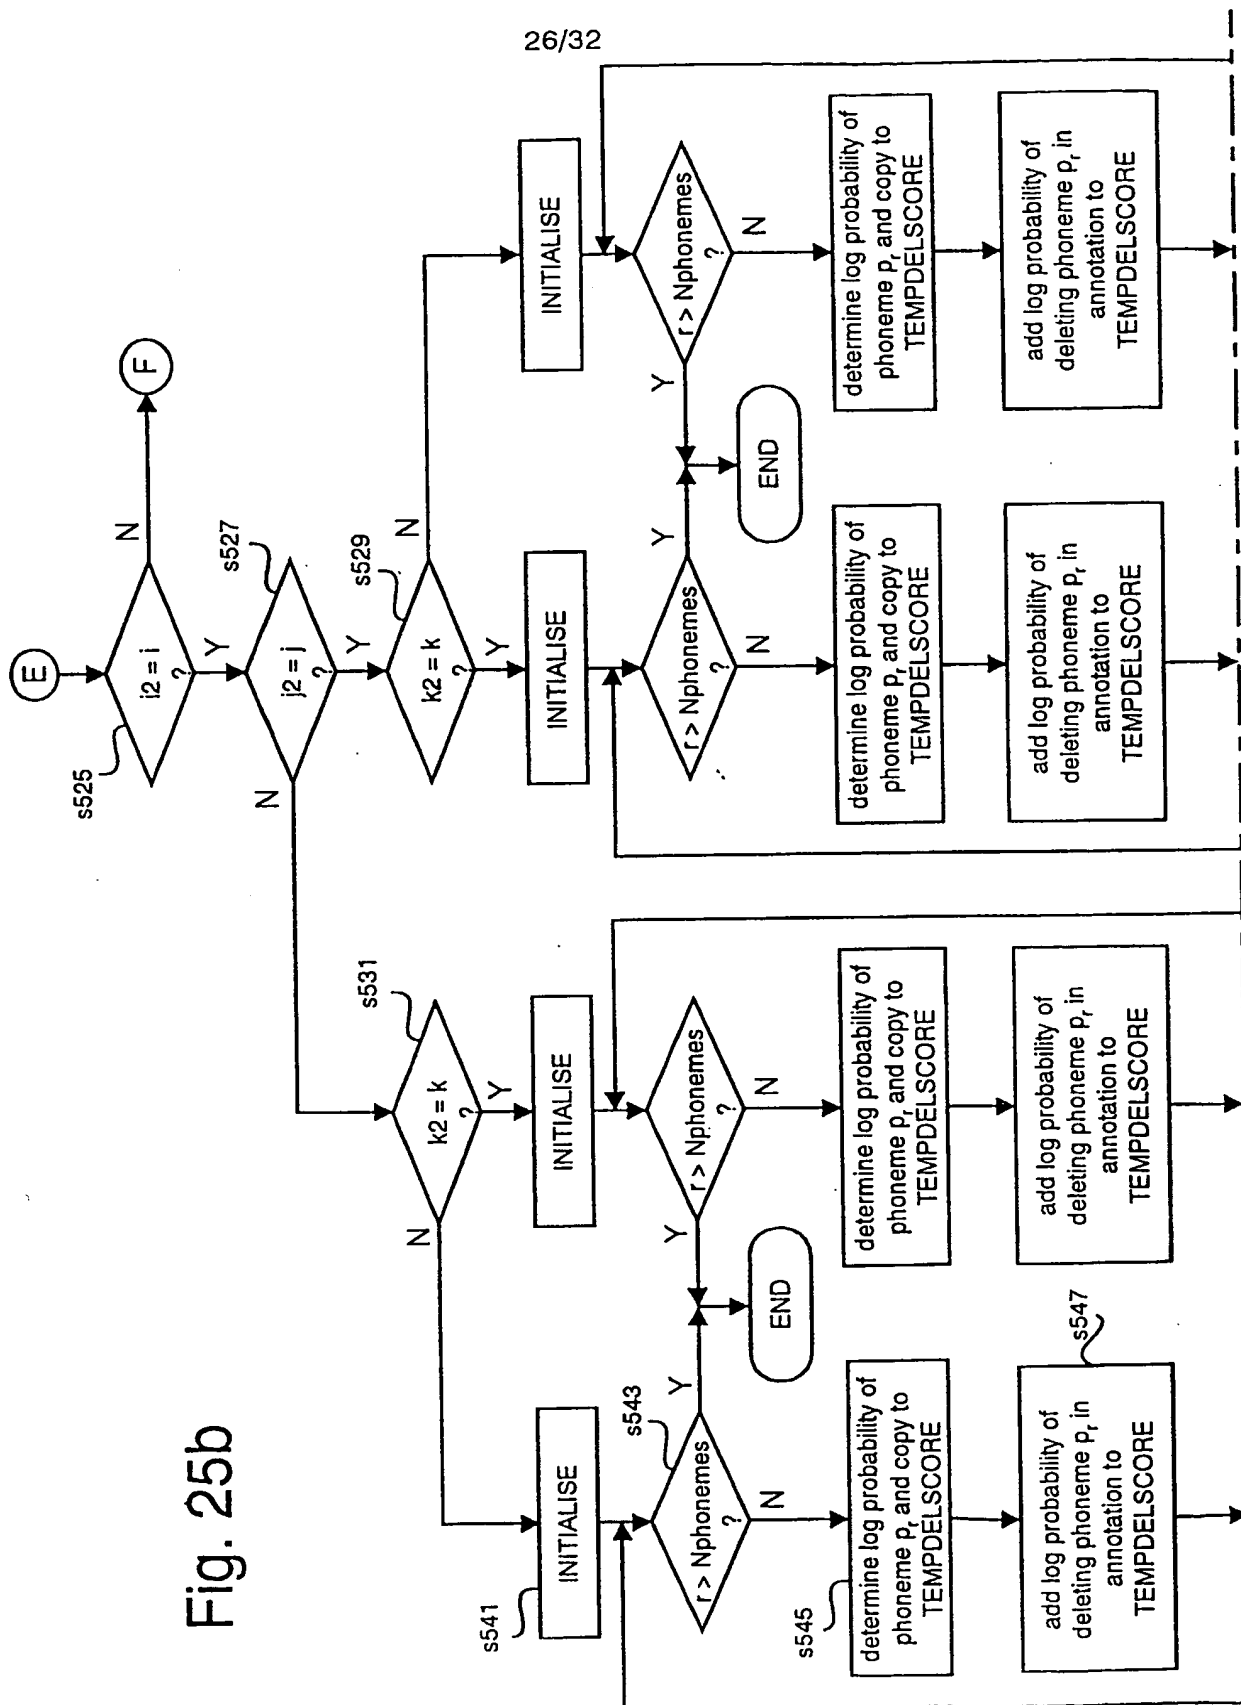 26/32
Fig. 25b
E
s525
i2 = i
?
N
F
Y
s527
j2 = j
?
N
Y
s529
k2 = k
?
N
Y
s531
k2 = k
?
N
Y
s541
INITIALISE
INITIALISE
INITIALISE
INITIALISE
s543
r > Nphonemes
?
Y
N
r > Nphonemes
?
Y
N
END
r > Nphonemes
?
Y
N
r > Nphonemes
?
Y
N
END
s545
determine log probability of
phoneme pr and copy to
TEMPDELSCORE
determine log probability of
phoneme pr and copy to
TEMPDELSCORE
determine log probability of
phoneme pr and copy to
TEMPDELSCORE
determine log probability of
phoneme pr and copy to
TEMPDELSCORE
s547
add log probability of
deleting phoneme pr in
annotation to
TEMPDELSCORE
add log probability of
deleting phoneme pr in
annotation to
TEMPDELSCORE
add log probability of
deleting phoneme pr in
annotation to
TEMPDELSCORE
add log probability of
deleting phoneme pr in
annotation to
TEMPDELSCORE